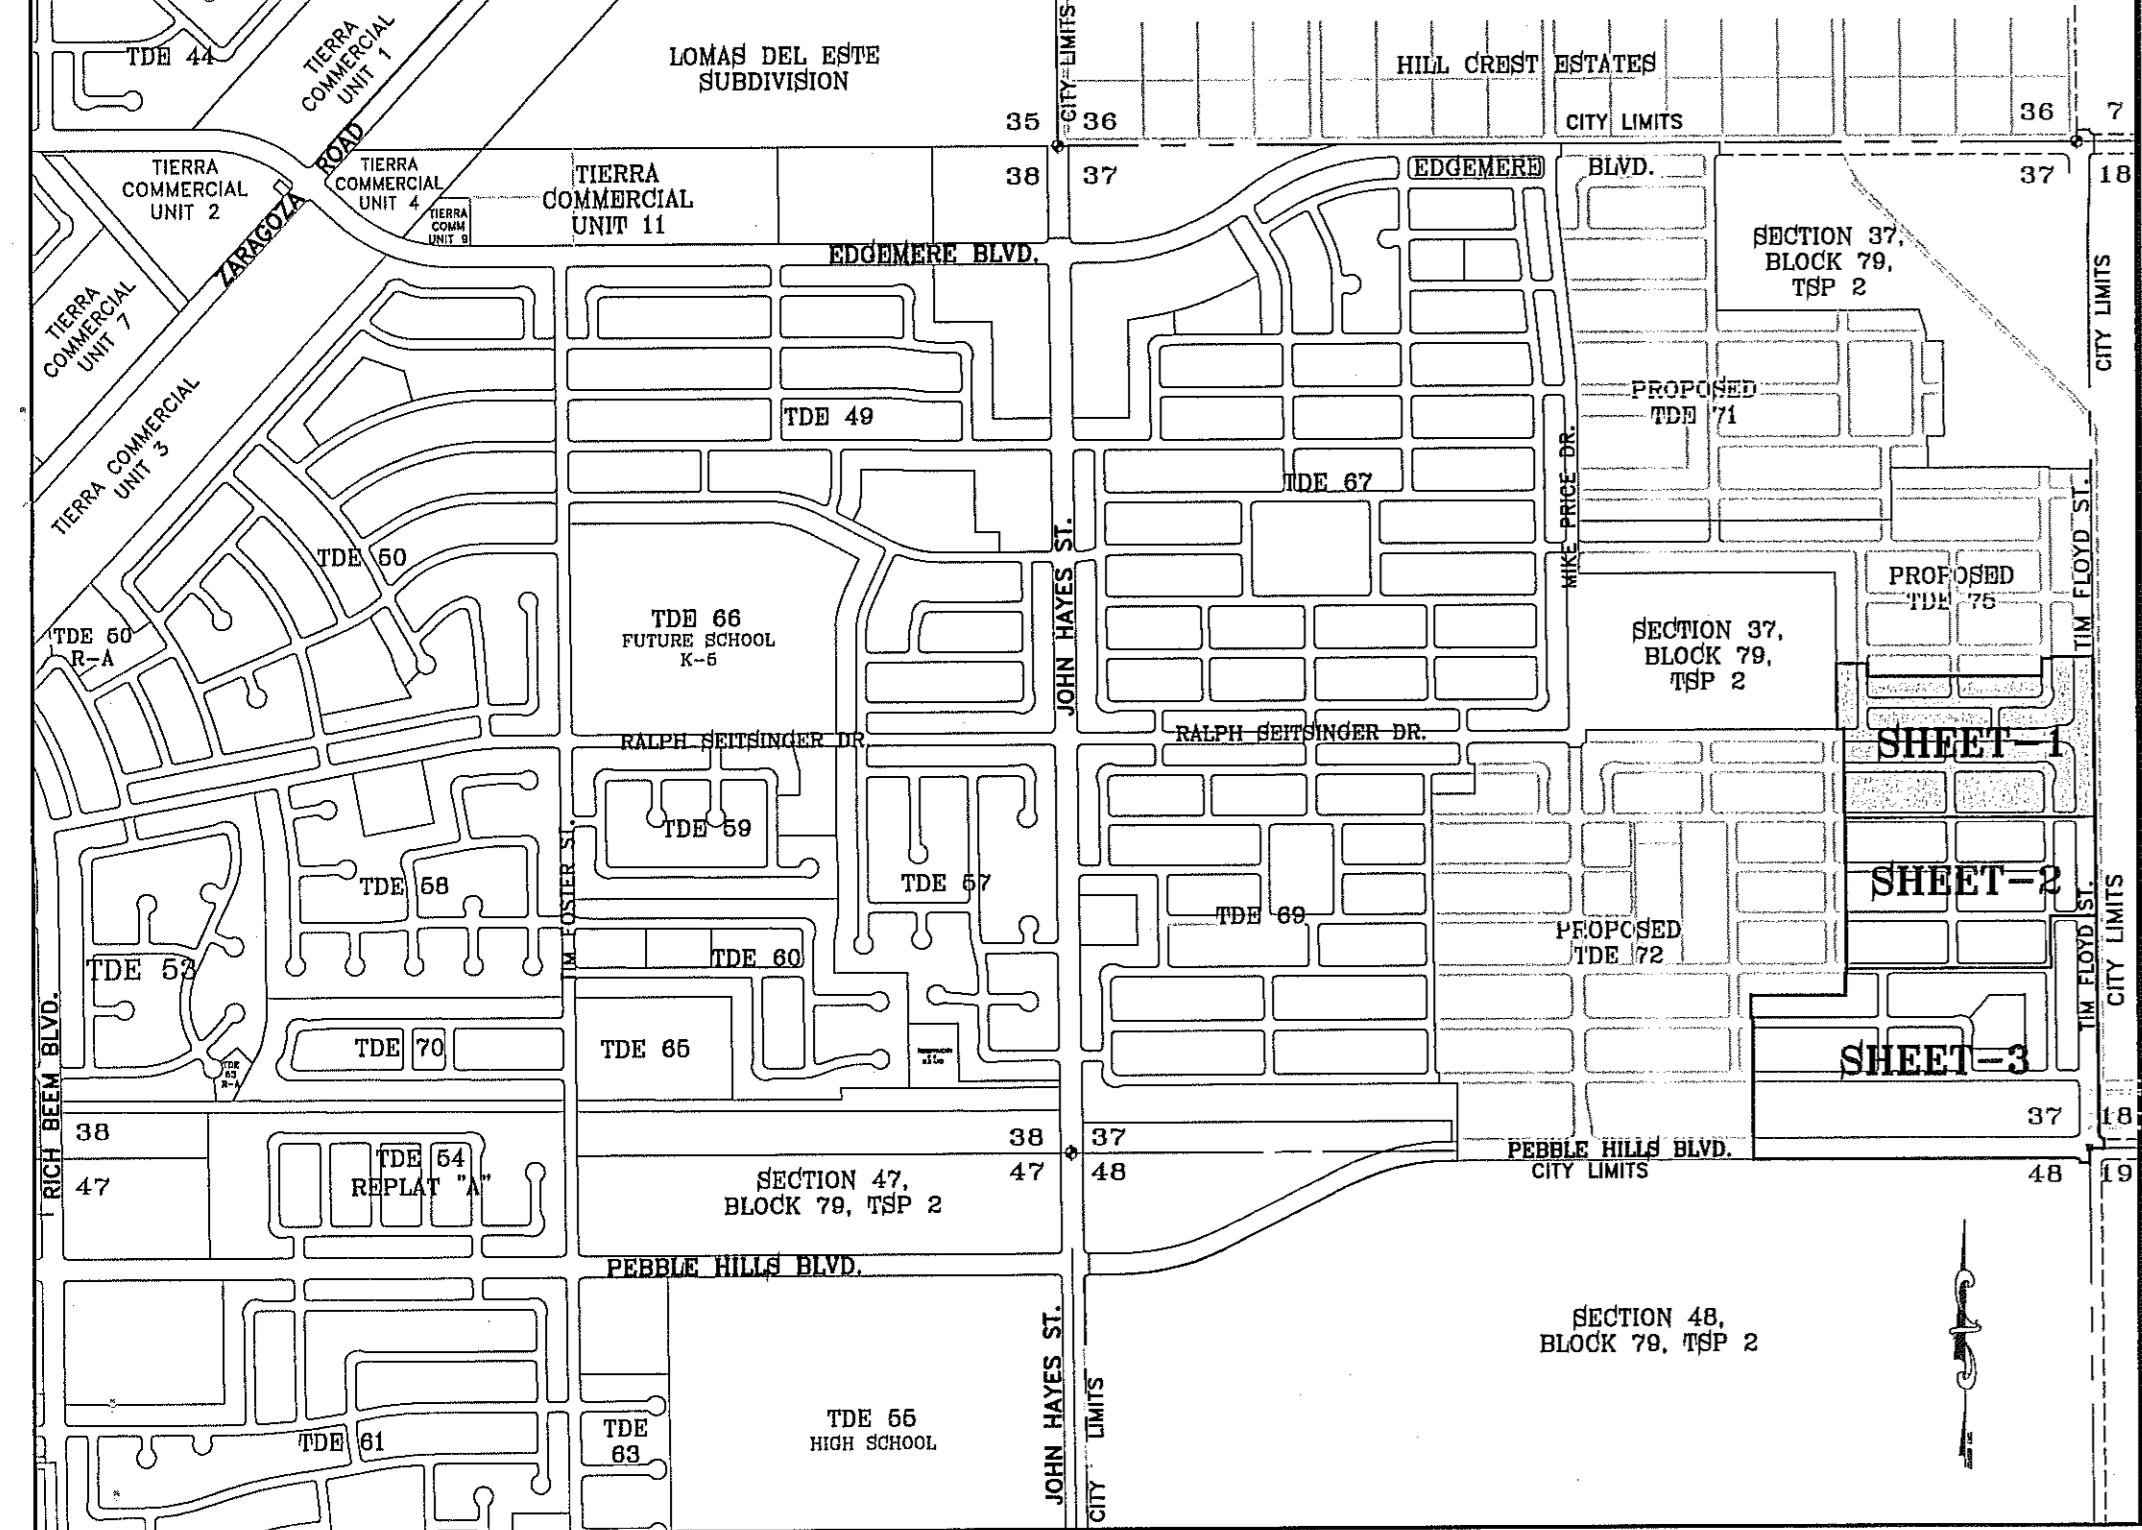 TDE 44
TIERRA
COMMERCIAL
UNIT 1
LOMAS DEL ESTE
SUBDIVISION
CITY LIMITS
HILL CREST ESTATES
CITY LIMITS
35
36
36
7
38
37
37
18
ZARAGOZA
ROAD
TIERRA
COMMERCIAL
UNIT 2
TIERRA
COMMERCIAL
UNIT 4
TIERRA
COMM
UNIT 9
TIERRA
COMMERCIAL
UNIT 11
EDGEMERE BLVD.
EDGEMERE BLVD.
SECTION 37,
BLOCK 79,
TSP 2
CITY LIMITS
TIERRA
COMMERCIAL
UNIT 7
TIERRA COMMERCIAL
UNIT 3
TDE 49
PROPOSED
TDE 71
MIKE PRICE DR.
TDE 67
TDE 50
JOHN HAYES ST.
TIM FLOYD ST.
PROPOSED
TDE 75
TDE 50
R-A
TDE 66
FUTURE SCHOOL
K-5
SECTION 37,
BLOCK 79,
TSP 2
RALPH SEITSINGER DR.
RALPH SEITSINGER DR.
SHEET-1
TDE 59
TIM FOSTER ST.
TDE 58
TDE 57
TDE 69
SHEET-2
PROPOSED
TDE 72
TIM FLOYD ST.
CITY LIMITS
TDE 53
TDE 60
RICH BEEM BLVD.
TDE 70
TDE 65
SHEET-3
TDE
53
R-A
38
38
37
37
18
47
47
48
48
19
TDE 54
REPLAT "A"
SECTION 47,
BLOCK 79, TSP 2
PEBBLE HILLS BLVD.
CITY LIMITS
PEBBLE HILLS BLVD.
SECTION 48,
BLOCK 79, TSP 2
JOHN HAYES ST.
CITY LIMITS
TDE 61
TDE
63
TDE 55
HIGH SCHOOL